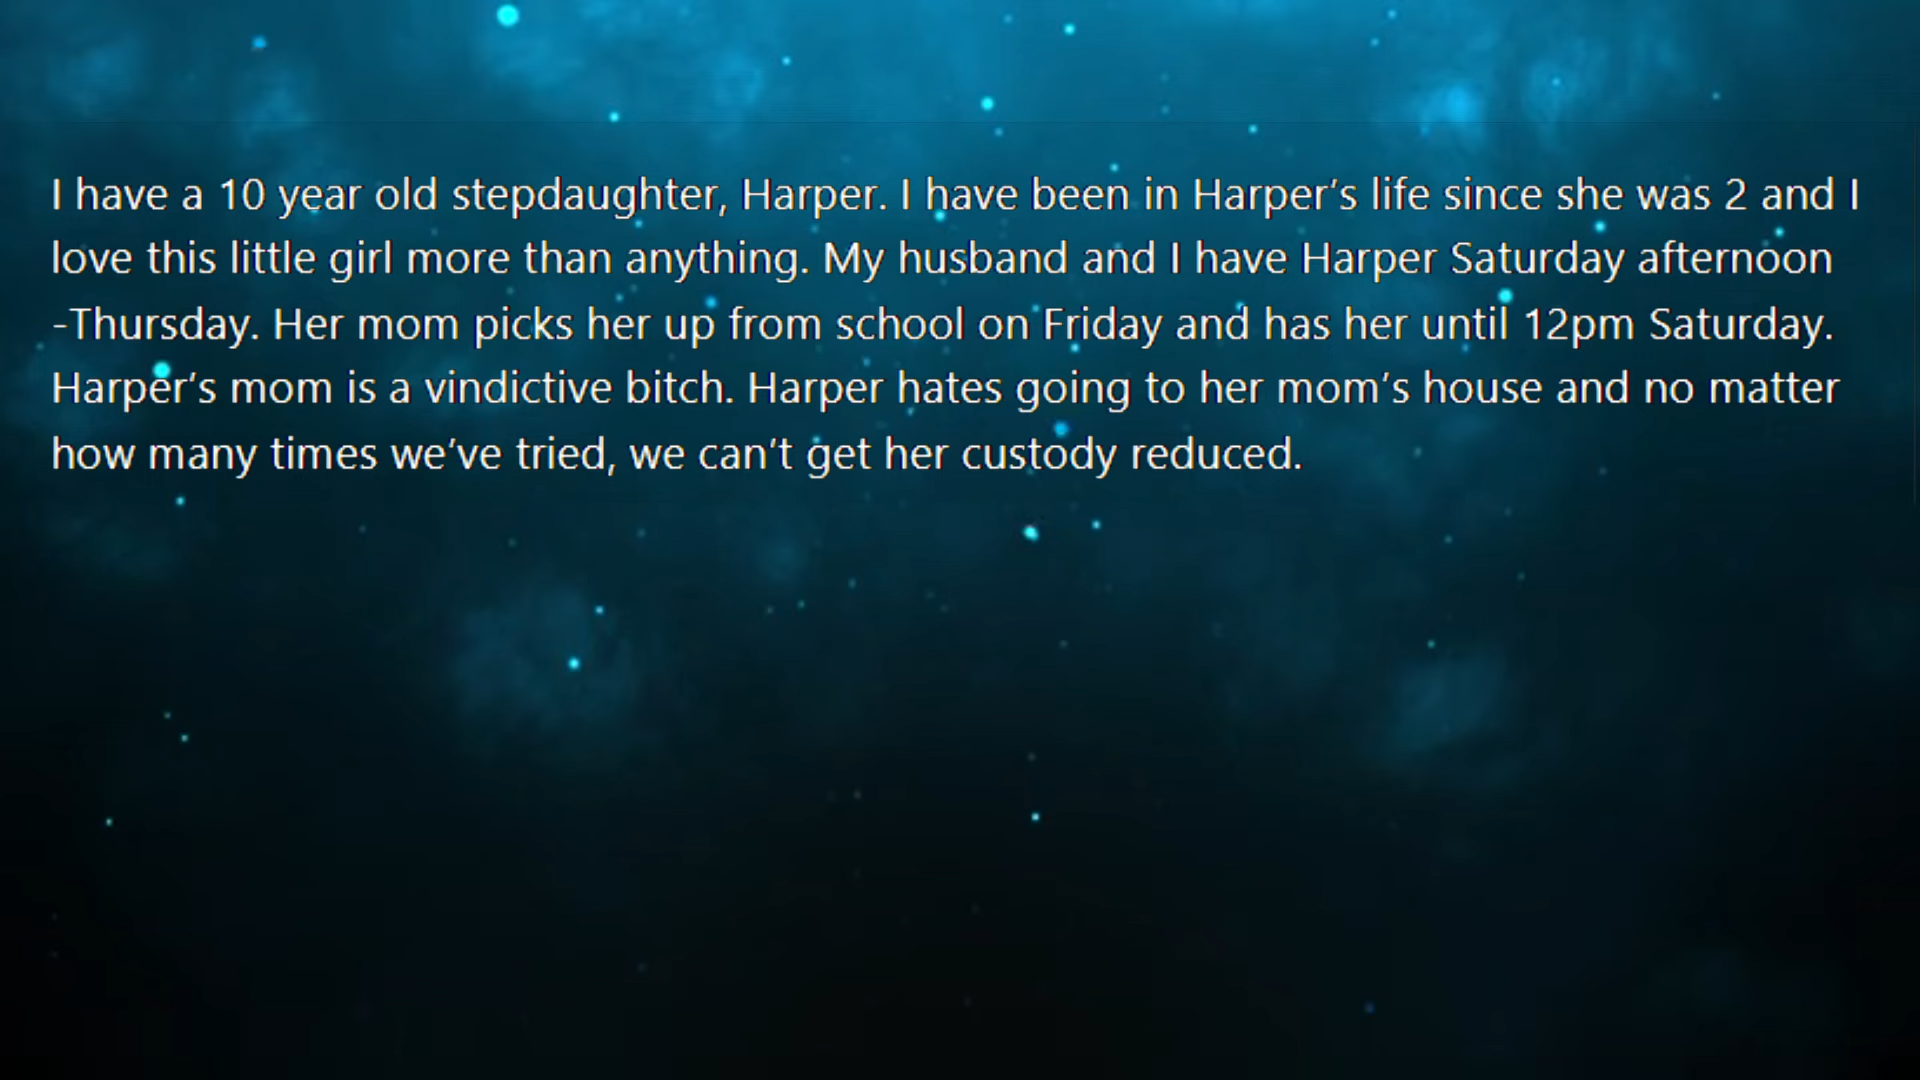 I have a 10 year old stepdaughter, Harper. I have been in Harper’s life since she was 2 and I
love this little girl more than anything. My husband and I have Harper Saturday afternoon
-Thursday. Her mom picks her up from school on Friday and has her until 12pm Saturday.
Harper’s mom is a vindictive bitch. Harper hates going to her mom’s house and no matter
how many times we’ve tried, we can’t get her custody reduced.